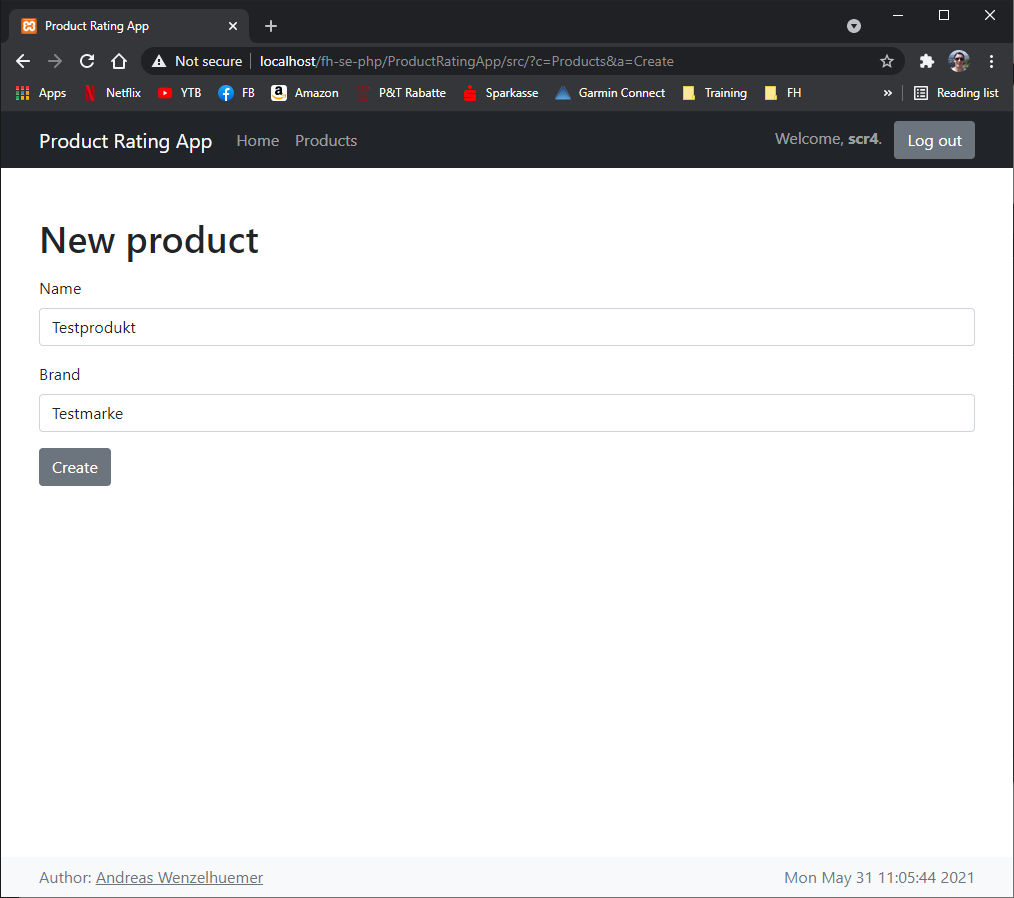 Product Rating App
Not secure localhost/fh-se-php/ProductRatingApp/src/?c=Products&a=Create
Apps Netflix YTB FB Amazon P&T Rabatte Sparkasse Garmin Connect Training FH » Reading list
Product Rating App Home Products Welcome, scr4. Log out
New product
Name
Testprodukt
Brand
Testmarke
Create
Author: Andreas Wenzelhuemer Mon May 31 11:05:44 2021